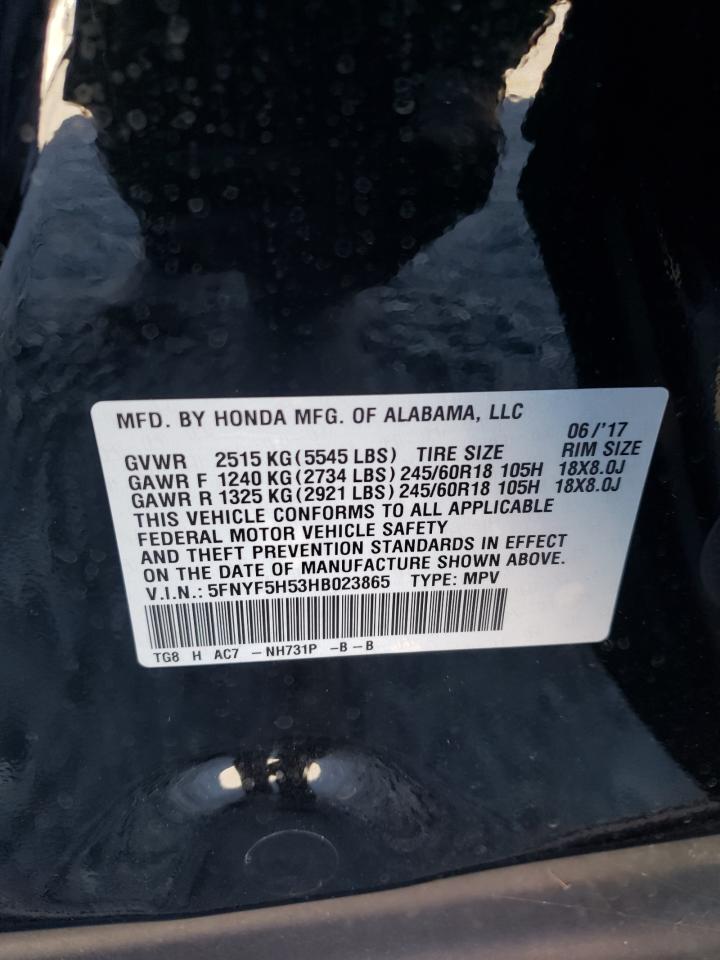 MFD. BY HONDA MFG. OF ALABAMA, LLC
06/'17
GVWR 2515 KG(5545 LBS) TIRE SIZE RIM SIZE
GAWR F 1240 KG(2734 LBS) 245/60R18 105H 18X8.0J
GAWR R 1325 KG(2921 LBS) 245/60R18 105H 18X8.0J
THIS VEHICLE CONFORMS TO ALL APPLICABLE
FEDERAL MOTOR VEHICLE SAFETY
AND THEFT PREVENTION STANDARDS IN EFFECT
ON THE DATE OF MANUFACTURE SHOWN ABOVE.
V.I.N.: 5FNYF5H53HB023865 TYPE: MPV
TG8 H AC7 -NH731P -B-B